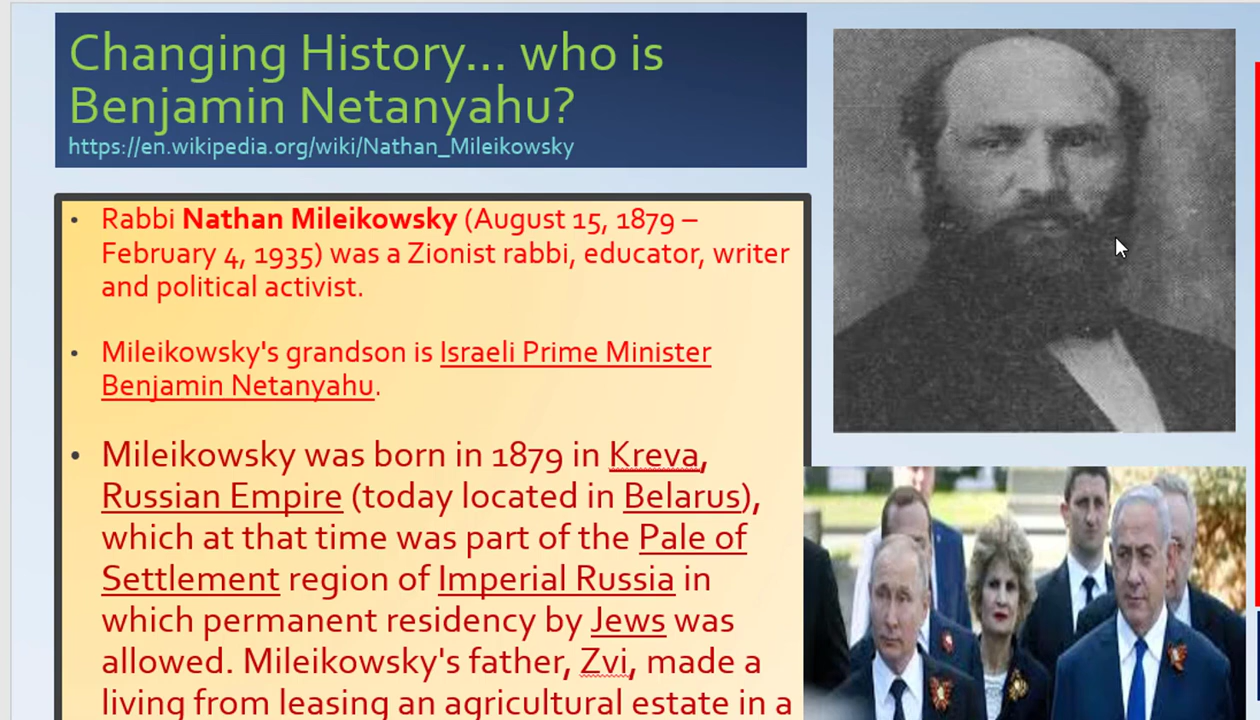 Changing History... who is
Benjamin Netanyahu?
https://en.wikipedia.org/wiki/Nathan_Mileikowsky
• Rabbi Nathan Mileikowsky (August 15, 1879 –
February 4, 1935) was a Zionist rabbi, educator, writer
and political activist.
• Mileikowsky's grandson is Israeli Prime Minister
Benjamin Netanyahu.
• Mileikowsky was born in 1879 in Kreva,
Russian Empire (today located in Belarus),
which at that time was part of the Pale of
Settlement region of Imperial Russia in
which permanent residency by Jews was
allowed. Mileikowsky's father, Zvi, made a
living from leasing an agricultural estate in a